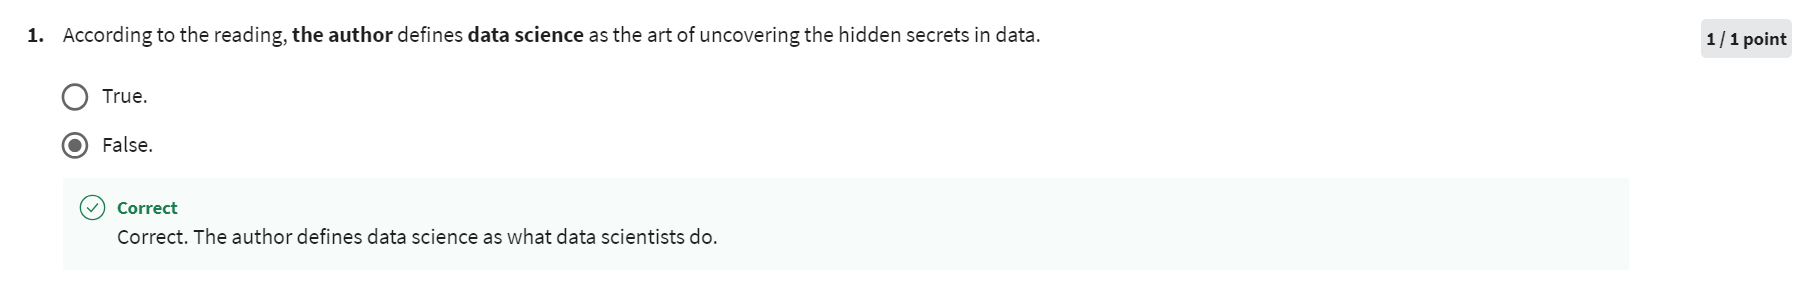 1. According to the reading, the author defines data science as the art of uncovering the hidden secrets in data.
1 / 1 point
True.
False.
Correct
Correct. The author defines data science as what data scientists do.